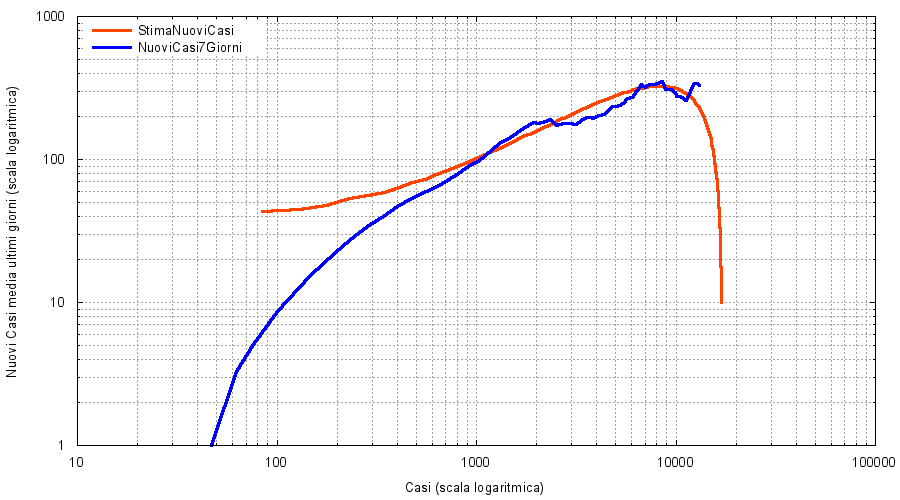 1000
StimaNuoviCasi
NuoviCasi7Giorni
100
10
1
Nuovi Casi media ultimi giorni (scala logaritmica)
10
100
1000
10000
100000
Casi (scala logaritmica)